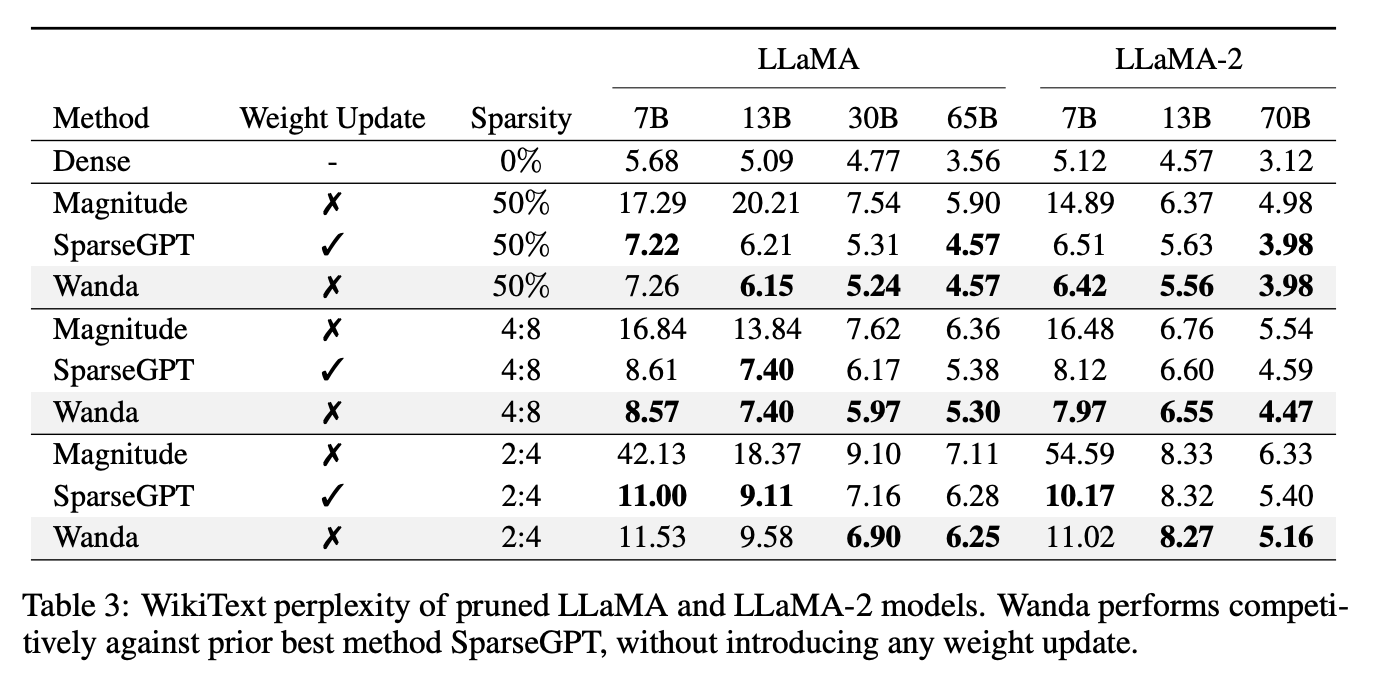 LLaMA LLaMA-2
Method Weight Update Sparsity 7B 13B 30B 65B 7B 13B 70B
Dense - 0% 5.68 5.09 4.77 3.56 5.12 4.57 3.12
Magnitude ✗ 50% 17.29 20.21 7.54 5.90 14.89 6.37 4.98
SparseGPT ✓ 50% 7.22 6.21 5.31 4.57 6.51 5.63 3.98
Wanda ✗ 50% 7.26 6.15 5.24 4.57 6.42 5.56 3.98
Magnitude ✗ 4:8 16.84 13.84 7.62 6.36 16.48 6.76 5.54
SparseGPT ✓ 4:8 8.61 7.40 6.17 5.38 8.12 6.60 4.59
Wanda ✗ 4:8 8.57 7.40 5.97 5.30 7.97 6.55 4.47
Magnitude ✗ 2:4 42.13 18.37 9.10 7.11 54.59 8.33 6.33
SparseGPT ✓ 2:4 11.00 9.11 7.16 6.28 10.17 8.32 5.40
Wanda ✗ 2:4 11.53 9.58 6.90 6.25 11.02 8.27 5.16
Table 3: WikiText perplexity of pruned LLaMA and LLaMA-2 models. Wanda performs competi-
tively against prior best method SparseGPT, without introducing any weight update.